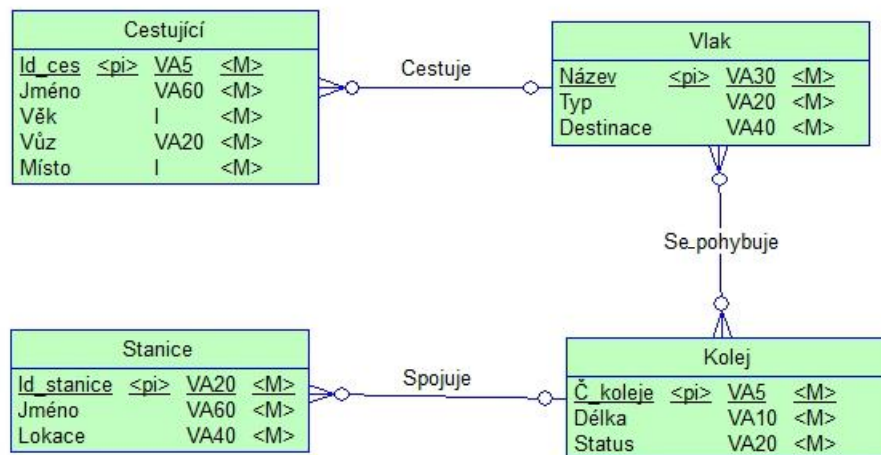 Cestující
Id_ces <pi> VA5 <M>
Jméno VA60 <M>
Věk I <M>
Vůz VA20 <M>
Místo I <M>
Cestuje
Vlak
Název <pi> VA30 <M>
Typ VA20 <M>
Destinace VA40 <M>
Se_pohybuje
Stanice
Id_stanice <pi> VA20 <M>
Jméno VA60 <M>
Lokace VA40 <M>
Spojuje
Kolej
Č_koleje <pi> VA5 <M>
Délka VA10 <M>
Status VA20 <M>